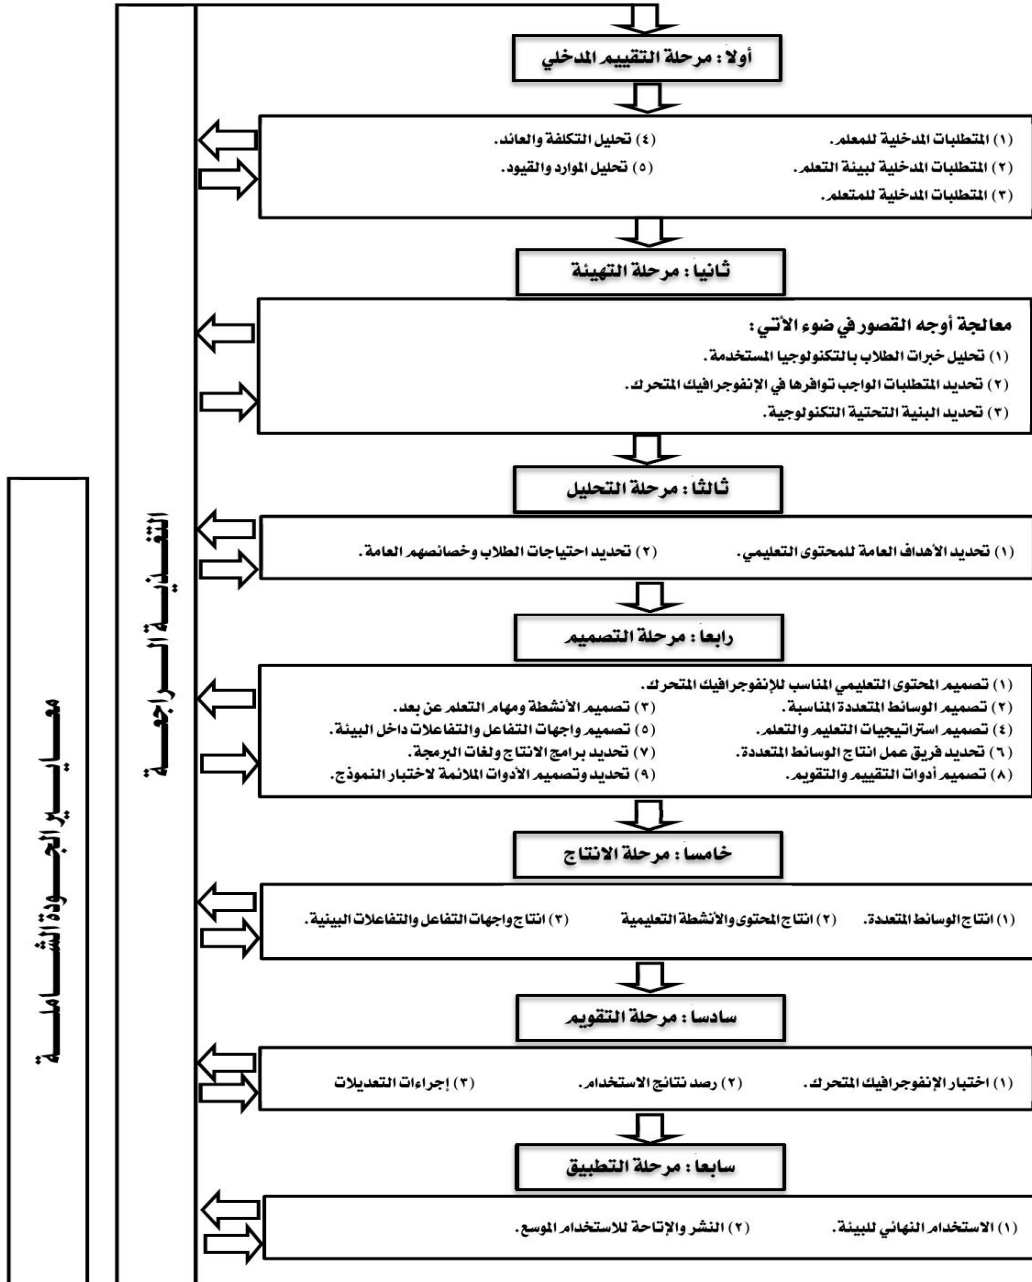 أولاً: مرحلة التقييم المدخلي
(١) المتطلبات المدخلية للمعلم. (٤) تحليل التكلفة والعائد.
(٢) المتطلبات المدخلية لبيئة التعلم. (٥) تحليل الموارد والقيود.
(٣) المتطلبات المدخلية للمتعلم.
ثانياً: مرحلة التهيئة
معالجة أوجه القصور في ضوء الأتي:
(١) تحليل خبرات الطلاب بالتكنولوجيا المستخدمة.
(٢) تحديد المتطلبات الواجب توافرها في الإنفوجرافيك المتحرك.
(٣) تحديد البنية التحتية التكنولوجية.
ثالثاً: مرحلة التحليل
(١) تحديد الأهداف العامة للمحتوى التعليمي. (٢) تحديد احتياجات الطلاب وخصائصهم العامة.
رابعاً: مرحلة التصميم
(١) تصميم المحتوى التعليمي المناسب للإنفوجرافيك المتحرك.
(٢) تصميم الوسائط المتعددة المناسبة. (٣) تصميم الأنشطة ومهام التعلم عن بعد.
(٤) تصميم استراتيجيات التعليم والتعلم. (٥) تصميم واجهات التفاعل والتفاعلات داخل البيئة.
(٦) تحديد فريق عمل انتاج الوسائط المتعددة. (٧) تحديد برامج الانتاج ولغات البرمجة.
(٨) تصميم أدوات التقييم والتقويم. (٩) تحديد وتصميم الأدوات الملائمة لاختبار النموذج.
خامساً: مرحلة الانتاج
(١) انتاج الوسائط المتعددة. (٢) انتاج المحتوى والأنشطة التعليمية (٣) انتاج واجهات التفاعل والتفاعلات البينية.
سادساً: مرحلة التقويم
(١) اختبار الإنفوجرافيك المتحرك. (٢) رصد نتائج الاستخدام. (٣) إجراءات التعديلات
سابعاً: مرحلة التطبيق
(١) الاستخدام النهائي للبيئة. (٢) النشر والإتاحة للاستخدام الموسع.
التغذية الراجعة
معايير الجودة الشاملة